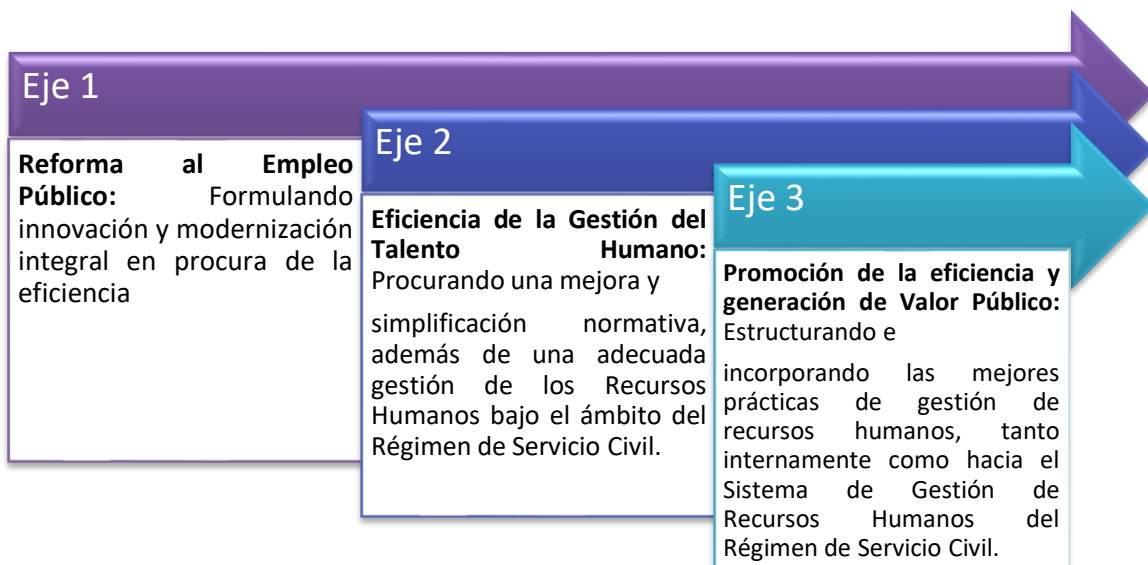 Eje 1
Reforma al Empleo
Público: Formulando
innovación y modernización
integral en procura de la
eficiencia
Eje 2
Eficiencia de la Gestión del
Talento Humano:
Procurando una mejora y
simplificación normativa,
además de una adecuada
gestión de los Recursos
Humanos bajo el ámbito del
Régimen de Servicio Civil.
Eje 3
Promoción de la eficiencia y
generación de Valor Público:
Estructurando e
incorporando las mejores
prácticas de gestión de
recursos humanos, tanto
internamente como hacia el
Sistema de Gestión de
Recursos Humanos del
Régimen de Servicio Civil.